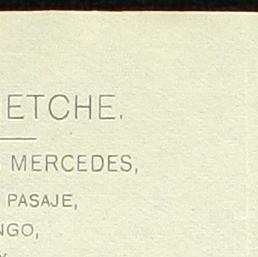 ETCHE.
MERCEDES,
PASAJE,
NGO,